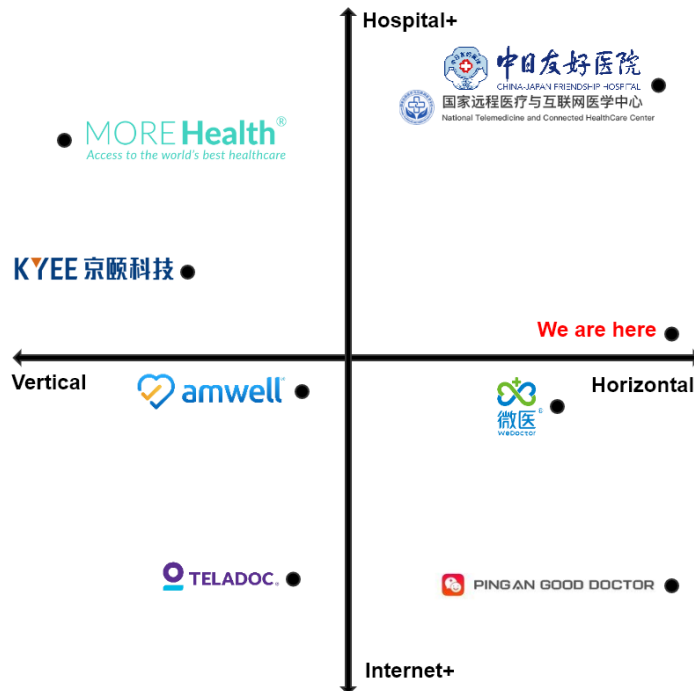 Hospital+
中日友好医院
CHINA-JAPAN FRIENDSHIP HOSPITAL
国家远程医疗与互联网医学中心
National Telemedicine and Connected HealthCare Center
MORE Health®
Access to the world's best healthcare
KYEE 京颐科技
We are here
Vertical
Horizontal
amwell
微医
WeDoctor
TELADOC
PING AN GOOD DOCTOR
Internet+